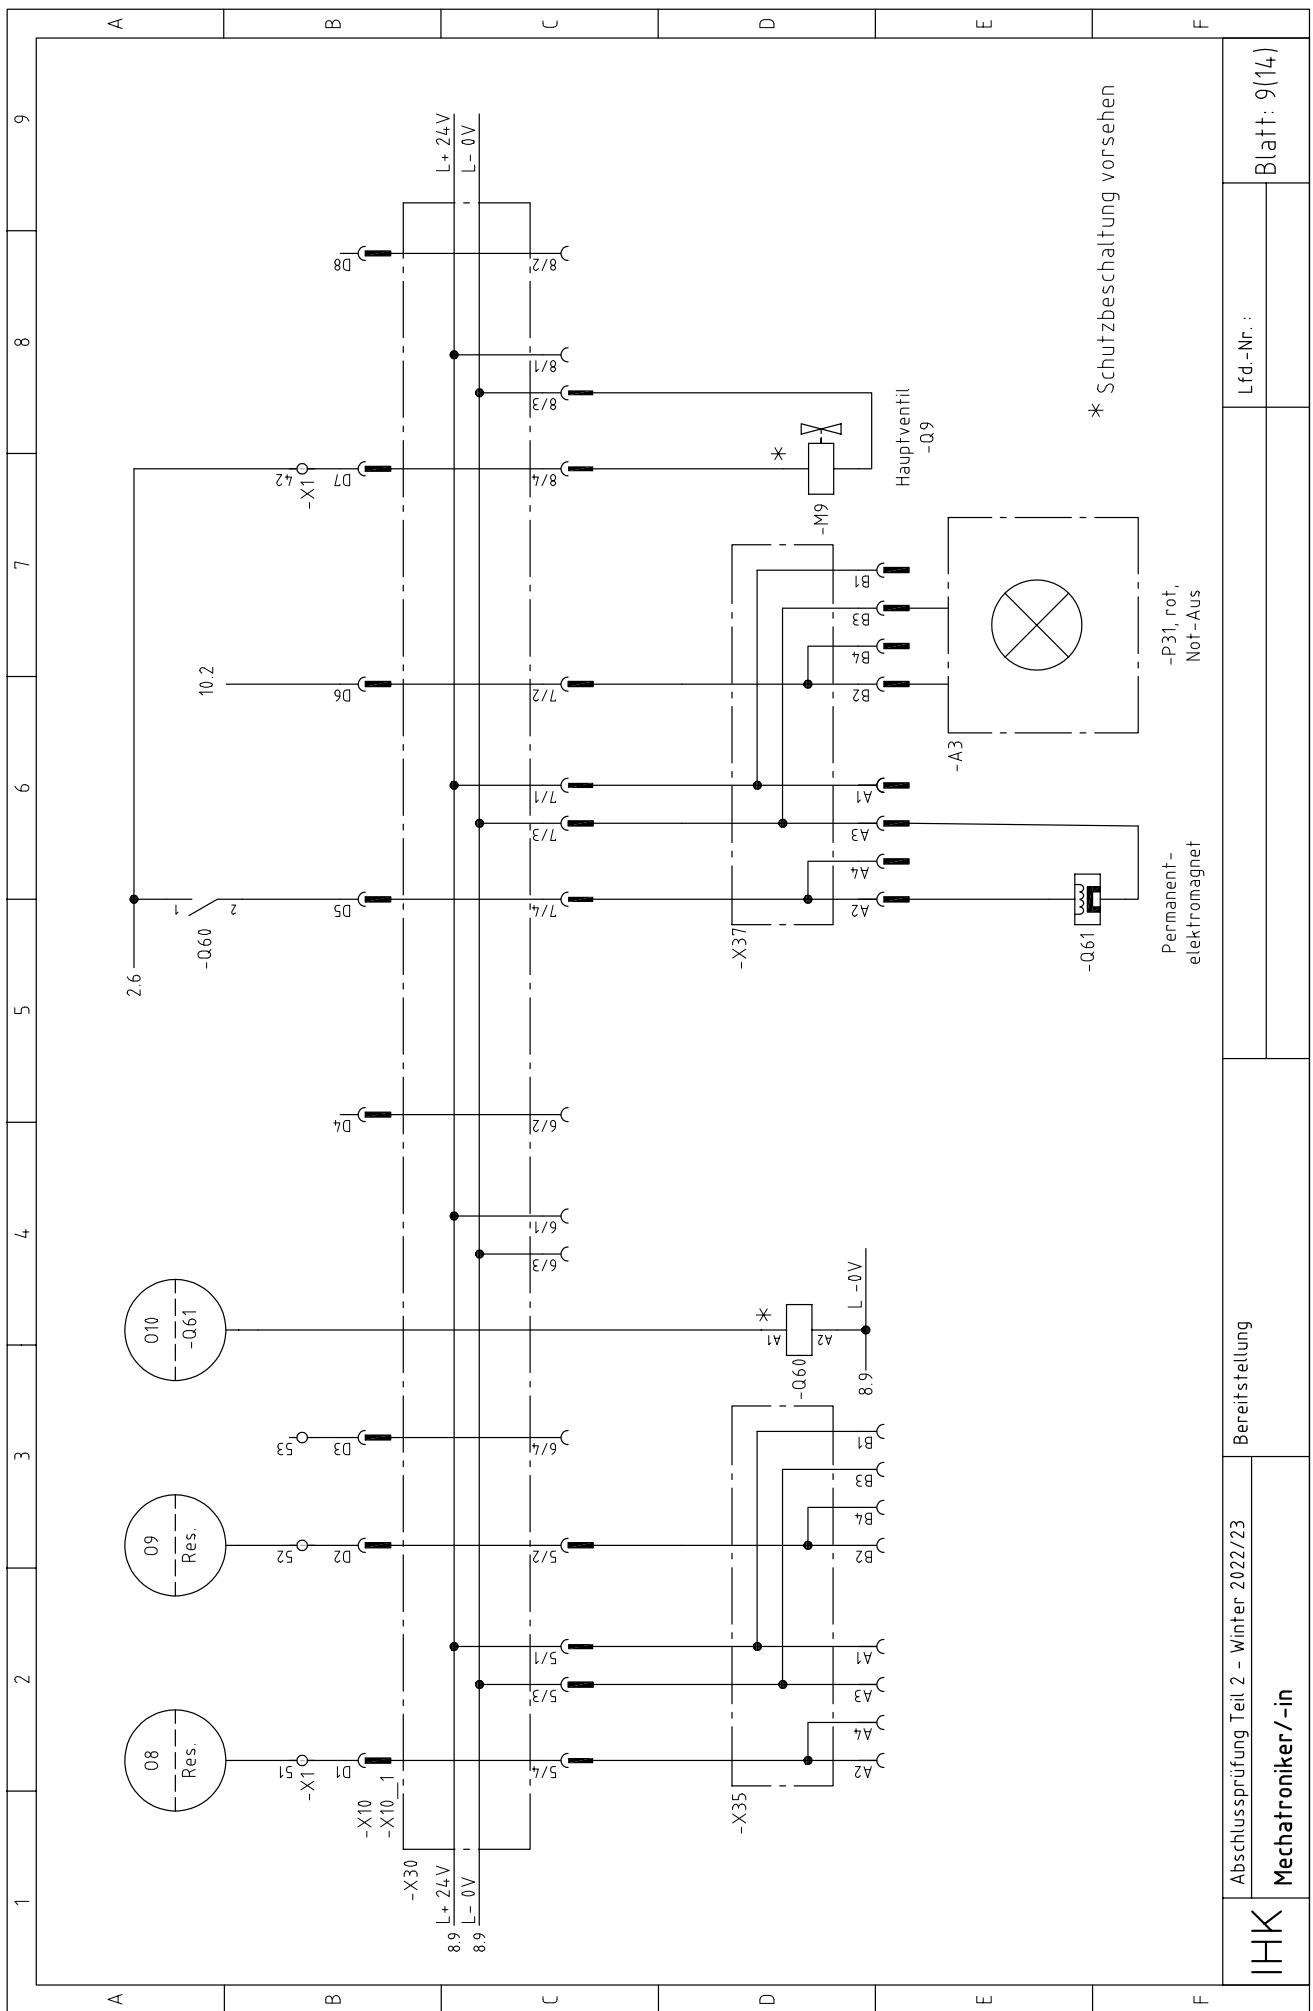 1 2 3 4 5 6 7 8 9
A A
B B
C C
D D
E E
F F
O8
Res.
O9
Res.
O10
-Q61
2.6
1
2
-Q60
10.2
51
-X1
52
53
42
-X1
D1
D2
D3
D4
D5
D6
D7
D8
-X10
-X10_1
-X30
8.9 L+ 24V
8.9 L- 0V
L+ 24V
L- 0V
5/4
5/3
5/1
5/2
6/4
6/3
6/1
6/2
7/4
7/3
7/1
7/2
8/4
8/3
8/1
8/2
-X35
A2
A4
A3
A1
B2
B4
B3
B1
*
A1
A2
-Q60
8.9
L -0V
-X37
A2
A4
A3
A1
B2
B4
B3
B1
*
-M9
Hauptventil
-Q9
-Q61
Permanent-
elektromagnet
-A3
-P31, rot,
Not-Aus
* Schutzbeschaltung vorsehen
IHK
Abschlussprüfung Teil 2 - Winter 2022/23
Mechatroniker/-in
Bereitstellung
Lfd.-Nr.:
Blatt: 9(14)